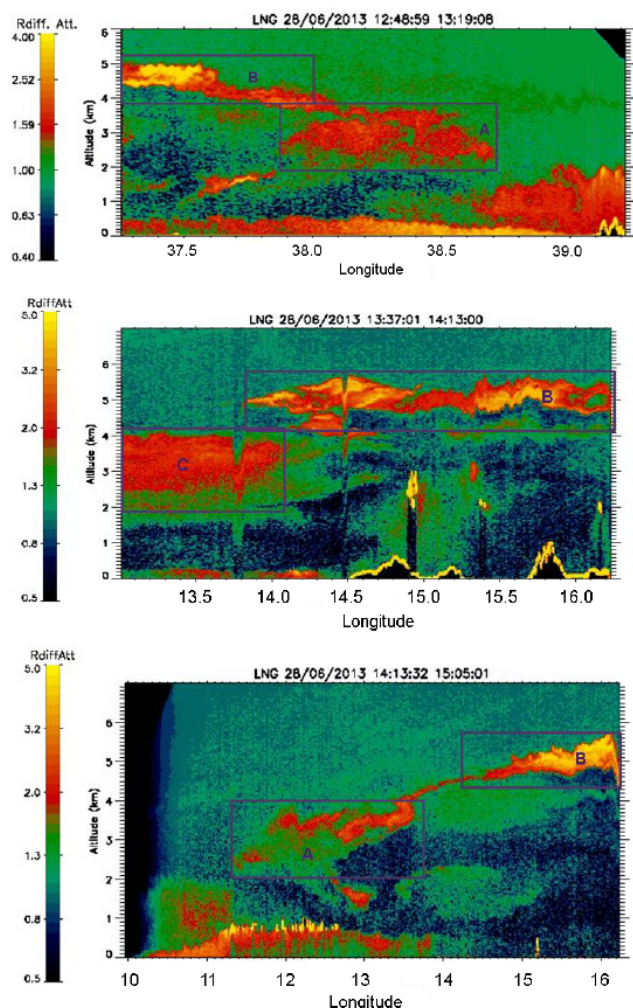 Rdiff. Att. LNG 28/06/2013 12:48:59 13:19:08
4.00 2.52 1.59 1.00 0.63 0.40
Altitude (km)
6 5 4 3 2 1 0
B
A
37.5 38.0 38.5 39.0
Longitude
RdiffAtt LNG 28/06/2013 13:37:01 14:13:00
5.0 3.2 2.0 1.3 0.8 0.5
Altitude (km)
6 5 4 3 2 1 0
B
C
13.5 14.0 14.5 15.0 15.5 16.0
Longitude
RdiffAtt LNG 28/06/2013 14:13:32 15:05:01
5.0 3.2 2.0 1.3 0.8 0.5
Altitude (km)
6 5 4 3 2 1 0
B
A
10 11 12 13 14 15 16
Longitude